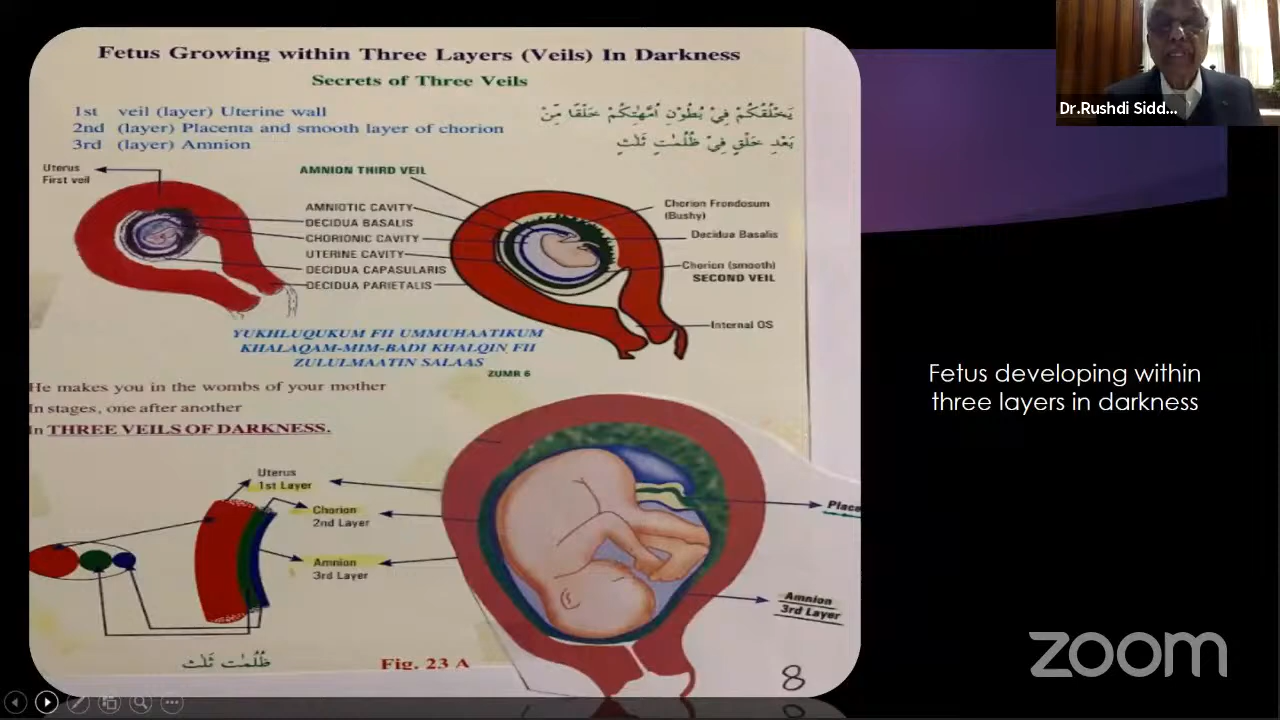 Fetus Growing within Three Layers (Veils) In Darkness
Secrets of Three Veils
1st veil (layer) Uterine wall
2nd (layer) Placenta and smooth layer of chorion
3rd (layer) Amnion
يَخْلُقُكُمْ فِيْ بُطُوْنِ اُمَّهٰتِكُمْ خَلْقًا مِّنْ
بَعْدِ خَلْقٍ فِيْ ظُلُمٰتٍ ثَلٰثٍ
Uterus
First veil
AMNION THIRD VEIL
AMNIOTIC CAVITY
DECIDUA BASALIS
CHORIONIC CAVITY
UTERINE CAVITY
DECIDUA CAPASULARIS
DECIDUA PARIETALIS
Chorion Frondosum
(Bushy)
Decidua Basalis
Chorion (smooth)
SECOND VEIL
Internal OS
YUKHLUQUKUM FII UMMUHAATIKUM
KHALAQAM-MIM-BADI KHALQIN FII
ZULULMAATIN SALAAS
ZUMR 6
He makes you in the wombs of your mother
In stages, one after another
In THREE VEILS OF DARKNESS.
Uterus
1st Layer
Chorion
2nd Layer
Amnion
3rd Layer
Place
Amnion
3rd Layer
ظُلُمٰت ثَلٰث
Fig. 23 A
8
Fetus developing within
three layers in darkness
Dr.Rushdi Sidd...
zoom